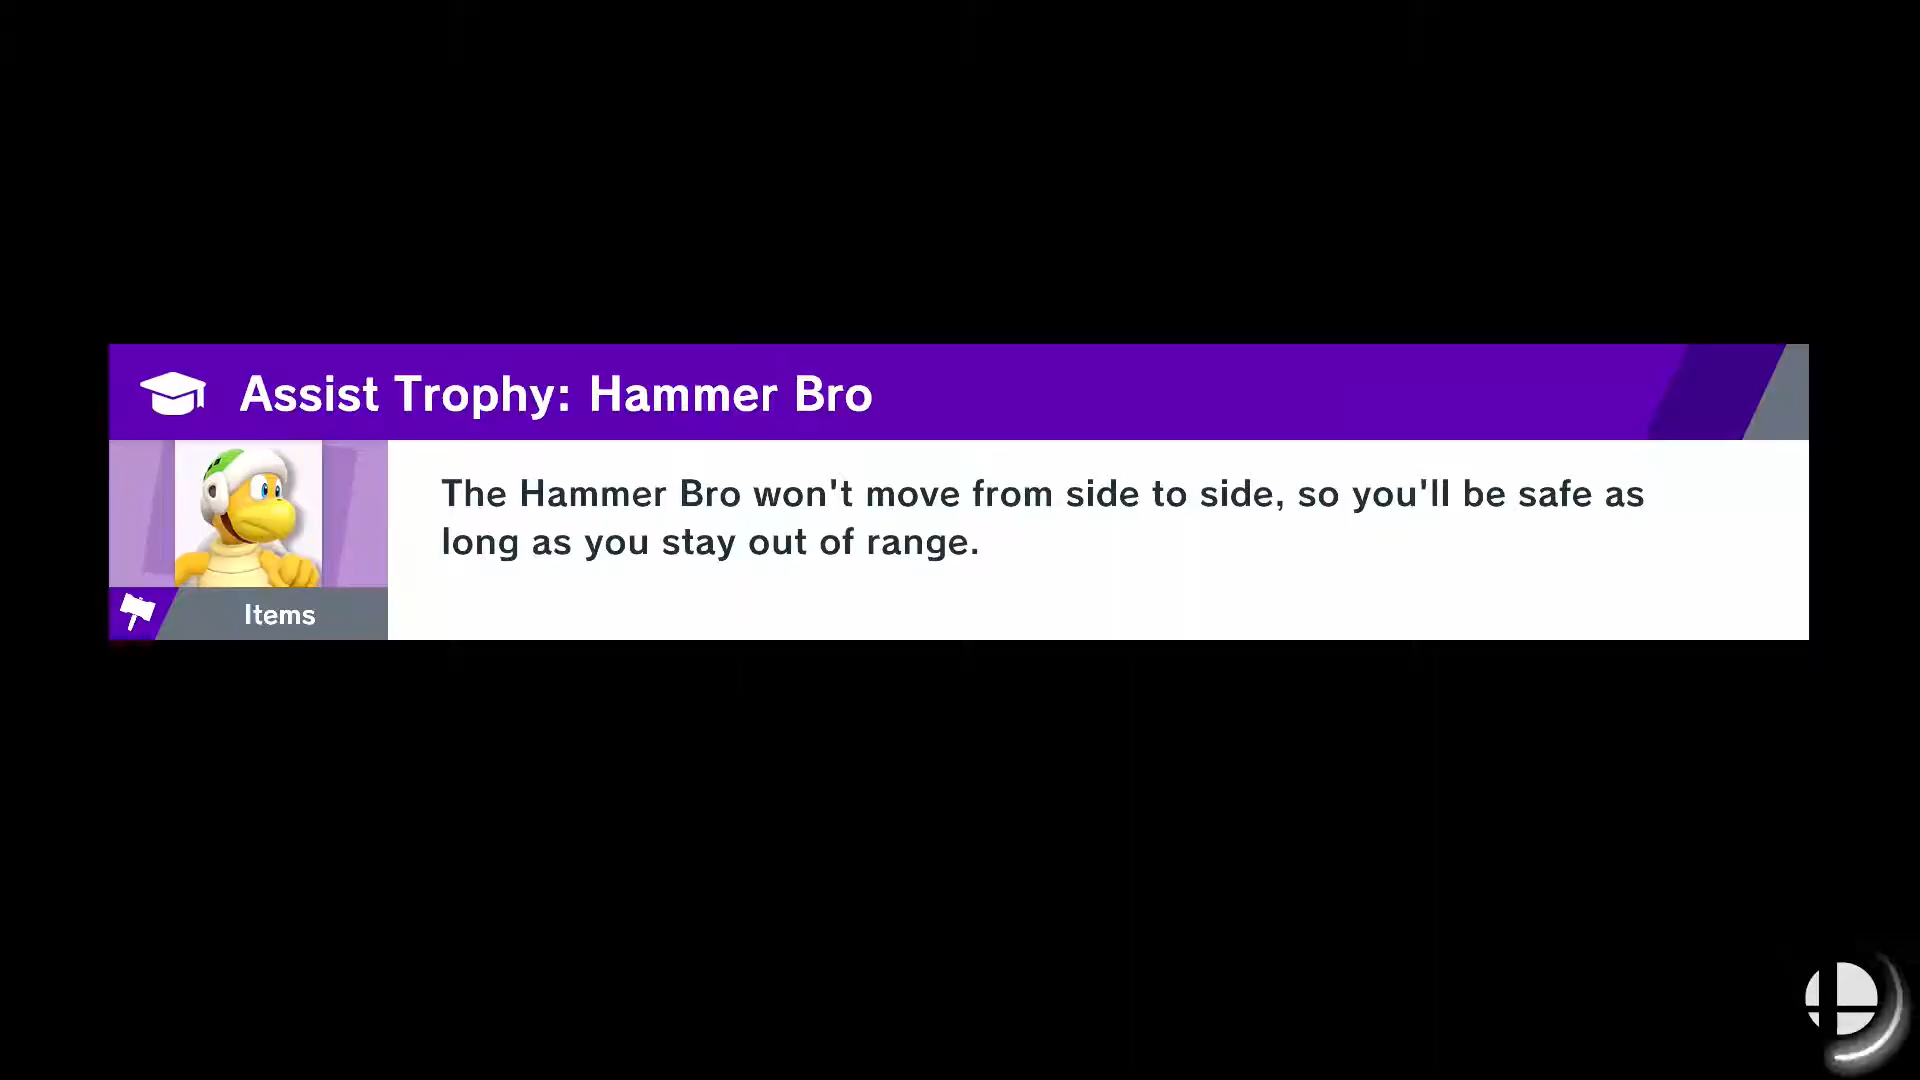 Assist Trophy: Hammer Bro
The Hammer Bro won't move from side to side, so you'll be safe as
long as you stay out of range.
Items